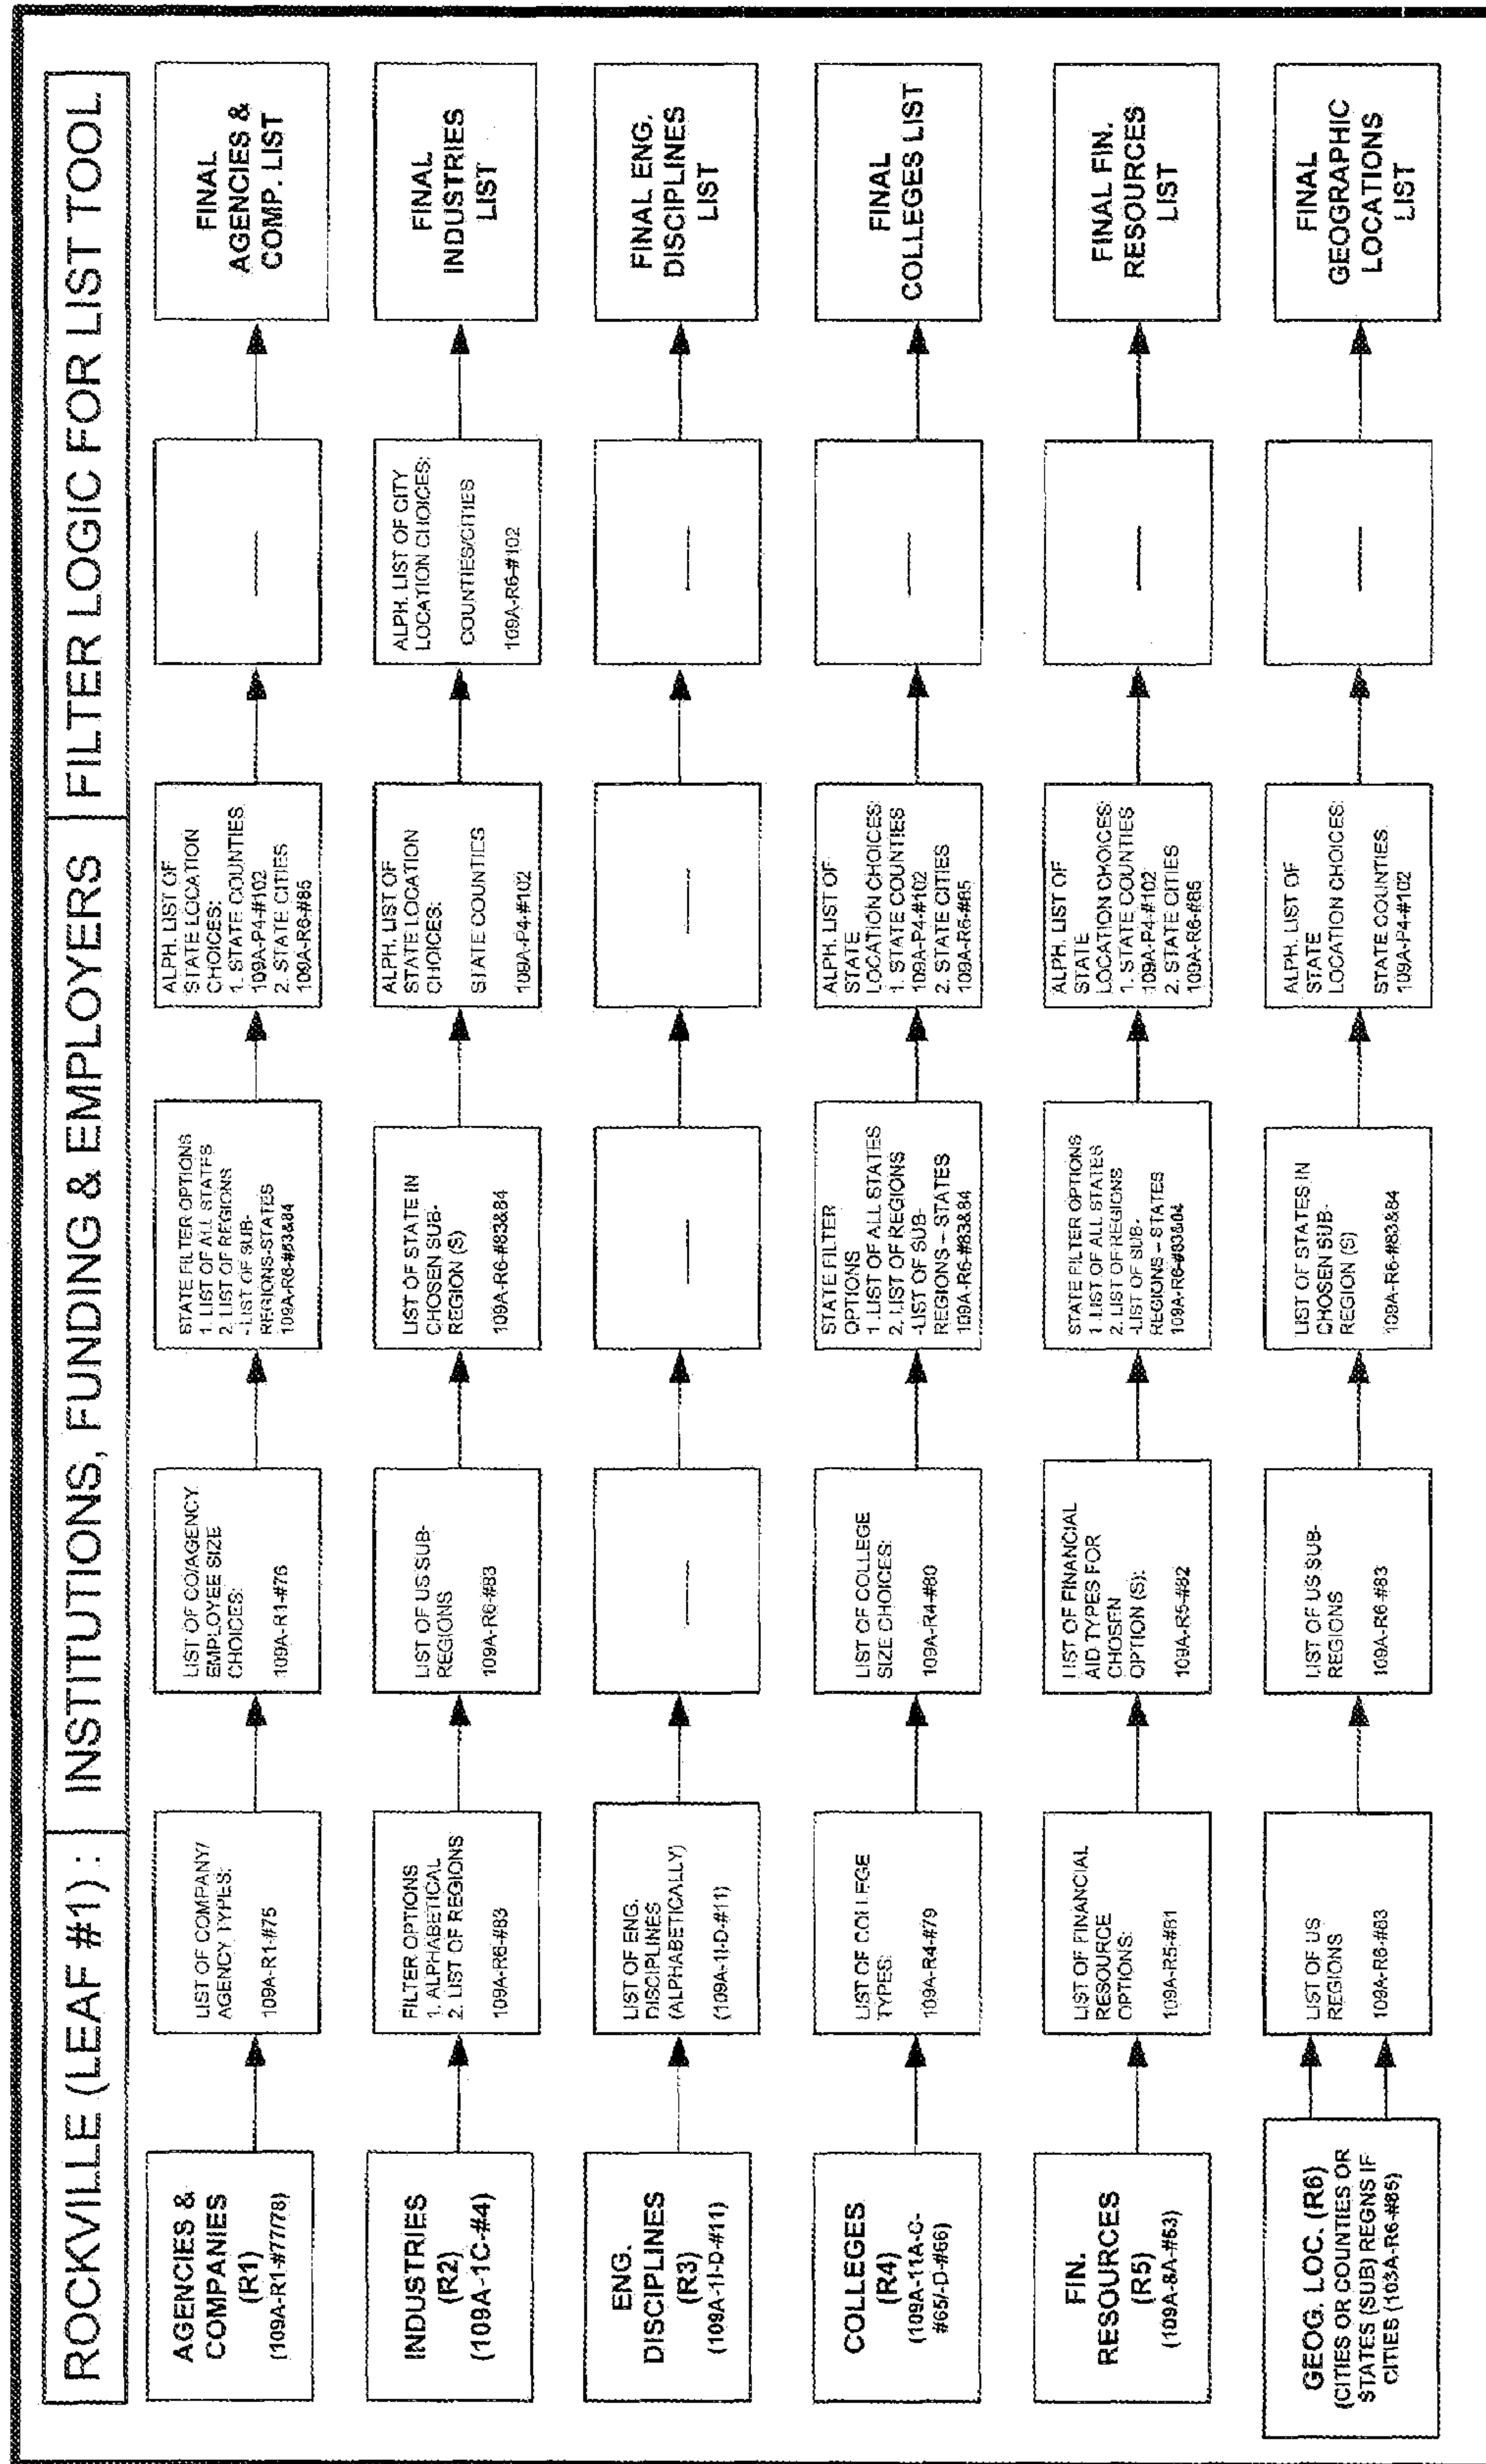 ROCKVILLE (LEAF #1) : INSTITUTIONS, FUNDING & EMPLOYERS FILTER LOGIC FOR LIST TOOL
AGENCIES &
COMPANIES
(R1)
(109A-R1-#77/78)
LIST OF COMPANY/
AGENCY TYPES:
109A-R1-#75
LIST OF CO/AGENCY
EMPLOYEE SIZE
CHOICES:
109A-R1-#76
STATE FILTER OPTIONS
1. LIST OF ALL STATES
2. LIST OF REGIONS
- LIST OF SUB-
REGIONS-STATES
109A-R6-#83&84
ALPH. LIST OF
STATE LOCATION
CHOICES:
1. STATE COUNTIES
109A-P4-#102
2. STATE CITIES
109A-R6-#85
FINAL
AGENCIES &
COMP. LIST
INDUSTRIES
(R2)
(109A-1C-#4)
FILTER OPTIONS
1. ALPHABETICAL
2. LIST OF REGIONS
109A-R6-#83
LIST OF US SUB-
REGIONS
109A-R6-#83
LIST OF STATE IN
CHOSEN SUB-
REGION (S)
109A-R6-#83&84
ALPH. LIST OF
STATE LOCATION
CHOICES:
STATE COUNTIES
109A-P4-#102
ALPH. LIST OF CITY
LOCATION CHOICES:
COUNTIES/CITIES
109A-R6-#102
FINAL
INDUSTRIES
LIST
ENG.
DISCIPLINES
(R3)
(109A-1I-D-#11)
LIST OF ENG.
DISCIPLINES
(ALPHABETICALLY)
(109A-1I-D-#11)
FINAL ENG.
DISCIPLINES
LIST
COLLEGES
(R4)
(109A-11A-C-
#65/-D-#66)
LIST OF COLLEGE
TYPES:
109A-R4-#79
LIST OF COLLEGE
SIZE CHOICES:
109A-R4-#80
STATE FILTER
OPTIONS
1. LIST OF ALL STATES
2. LIST OF REGIONS
-LIST OF SUB-
REGIONS – STATES
109A-R6-#83&84
ALPH. LIST OF
STATE
LOCATION CHOICES:
1. STATE COUNTIES
109A-P4-#102
2. STATE CITIES
109A-R6-#85
FINAL
COLLEGES LIST
FIN.
RESOURCES
(R5)
(109A-8A-#53)
LIST OF FINANCIAL
RESOURCE
OPTIONS:
109A-R5-#81
LIST OF FINANCIAL
AID TYPES FOR
CHOSEN
OPTION (S):
109A-R5-#82
STATE FILTER OPTIONS
1. LIST OF ALL STATES
2. LIST OF REGIONS
-LIST OF SUB-
REGIONS – STATES
109A-R6-#83&84
ALPH. LIST OF
STATE
LOCATION CHOICES:
1. STATE COUNTIES
109A-P4-#102
2. STATE CITIES
109A-R6-#85
FINAL FIN.
RESOURCES
LIST
GEOG. LOC. (R6)
(CITIES OR COUNTIES OR
STATES (SUB) REGNS IF
CITIES (103A-R6-#85)
LIST OF US
REGIONS
109A-R6-#83
LIST OF US SUB-
REGIONS
109A-R6-#83
LIST OF STATES IN
CHOSEN SUB-
REGION (S)
109A-R6-#83&84
ALPH. LIST OF
STATE
LOCATION CHOICES:
STATE COUNTIES
109A-P4-#102
FINAL
GEOGRAPHIC
LOCATIONS
LIST